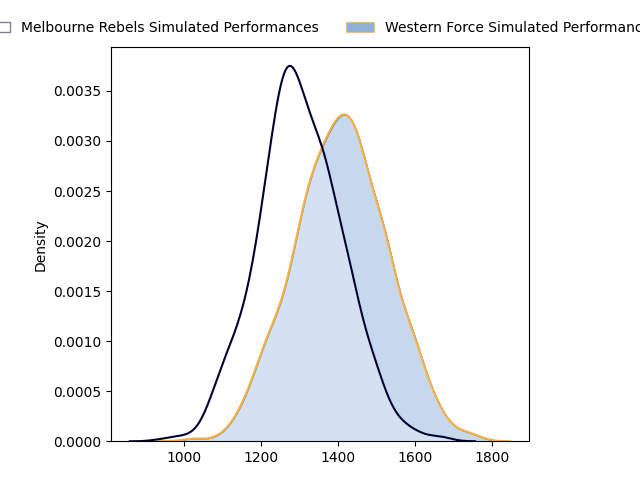 Melbourne Rebels Simulated Performances
Western Force Simulated Performanc
Density
0.0035
0.0030
0.0025
0.0020
0.0015
0.0010
0.0005
0.0000
1000 1200 1400 1600 1800